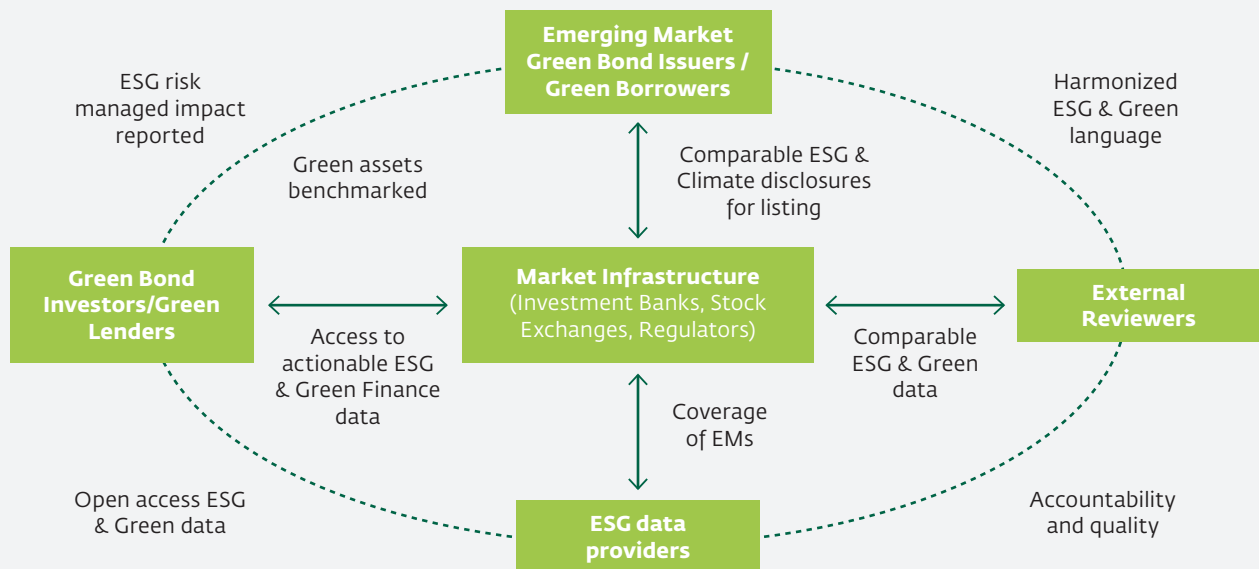 Emerging Market
Green Bond Issuers /
Green Borrowers
ESG risk
managed impact
reported
Harmonized
ESG & Green
language
Green assets
benchmarked
Comparable ESG &
Climate disclosures
for listing
Green Bond
Investors/Green
Lenders
Market Infrastructure
(Investment Banks, Stock
Exchanges, Regulators)
External
Reviewers
Access to
actionable ESG
& Green Finance
data
Comparable
ESG & Green
data
Coverage
of EMs
Open access ESG
& Green data
Accountability
and quality
ESG data
providers